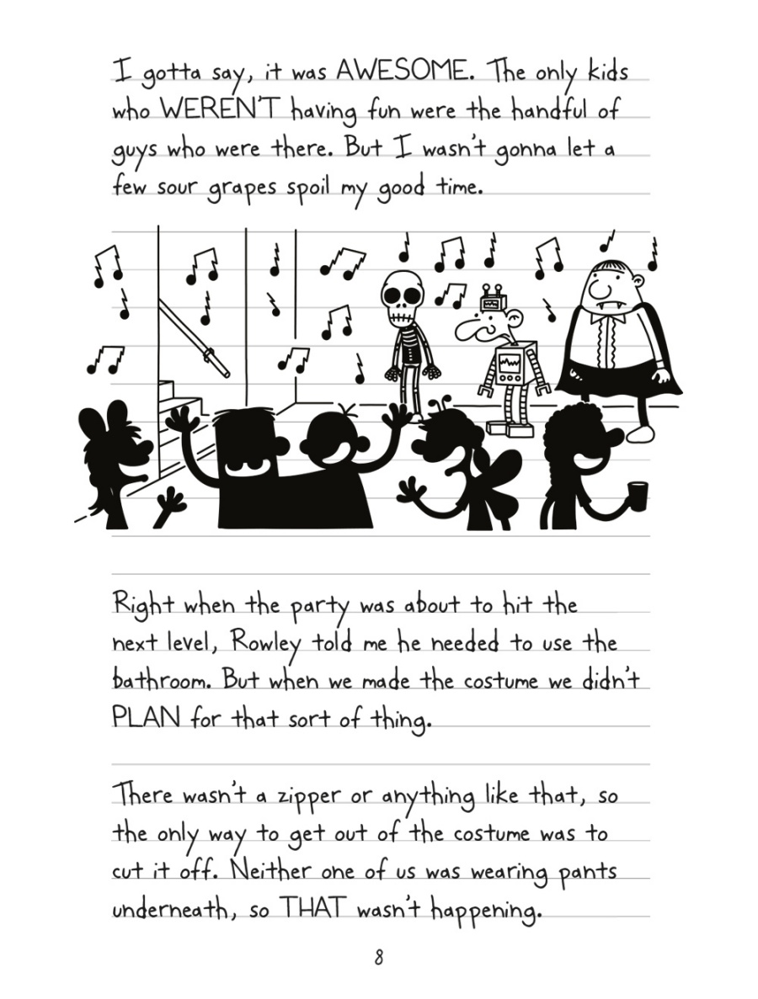 I gotta say, it was AWESOME. The only kids
who WEREN'T having fun were the handful of
guys who were there. But I wasn't gonna let a
few sour grapes spoil my good time.
Right when the party was about to hit the
next level, Rowley told me he needed to use the
bathroom. But when we made the costume we didn't
PLAN for that sort of thing.
There wasn't a zipper or anything like that, so
the only way to get out of the costume was to
cut it off. Neither one of us was wearing pants
underneath, so THAT wasn't happening.
8